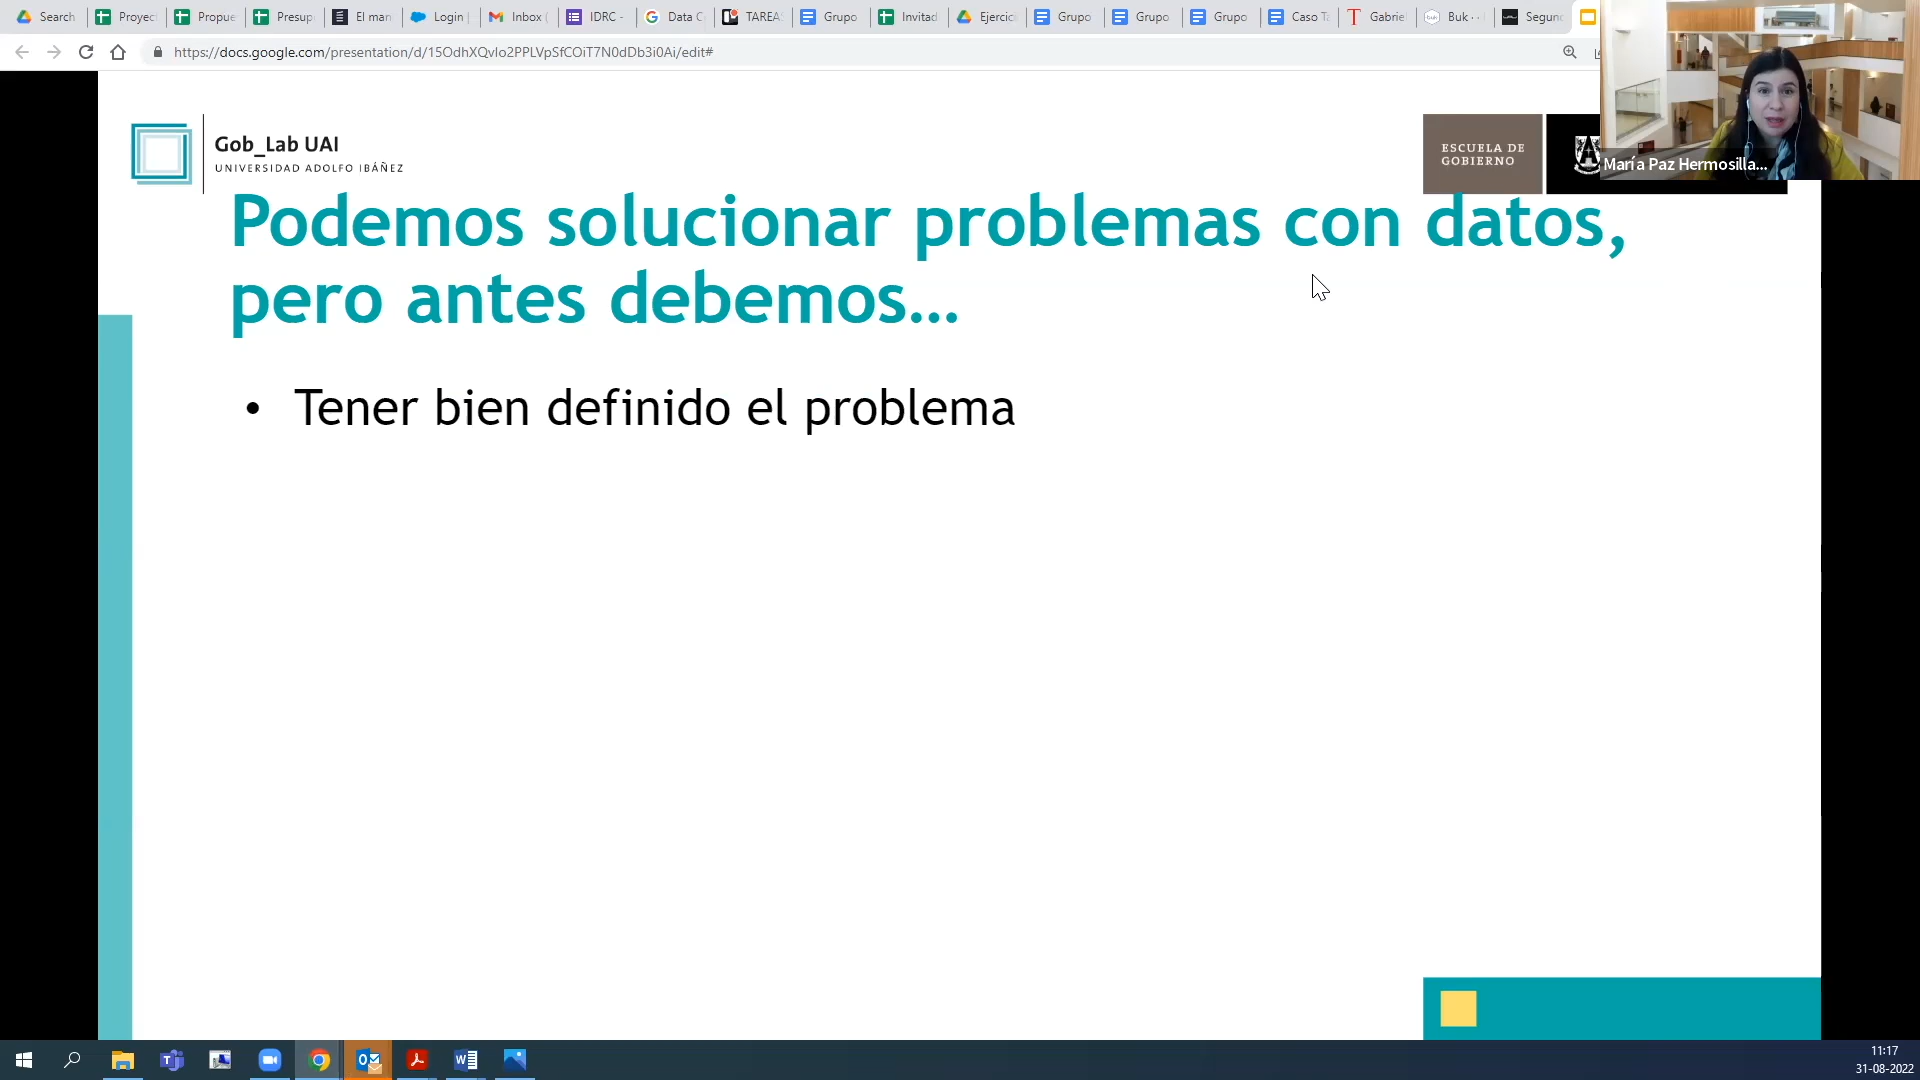 Search
Proyec
Propue
Presup
El man
Login
Inbox (
IDRC -
Data C
TAREA
Grupo
Invitad
Ejercic
Grupo
Grupo
Grupo
Caso Ta
Gabrie
Buk - -
Segun
https://docs.google.com/presentation/d/15OdhXQvIo2PPLVpSfCOiT7N0dDb3i0Ai/edit#
Gob_Lab UAI
UNIVERSIDAD ADOLFO IBÁÑEZ
ESCUELA DE
GOBIERNO
María Paz Hermosilla...
Podemos solucionar problemas con datos,
pero antes debemos...
• Tener bien definido el problema
11:17
31-08-2022